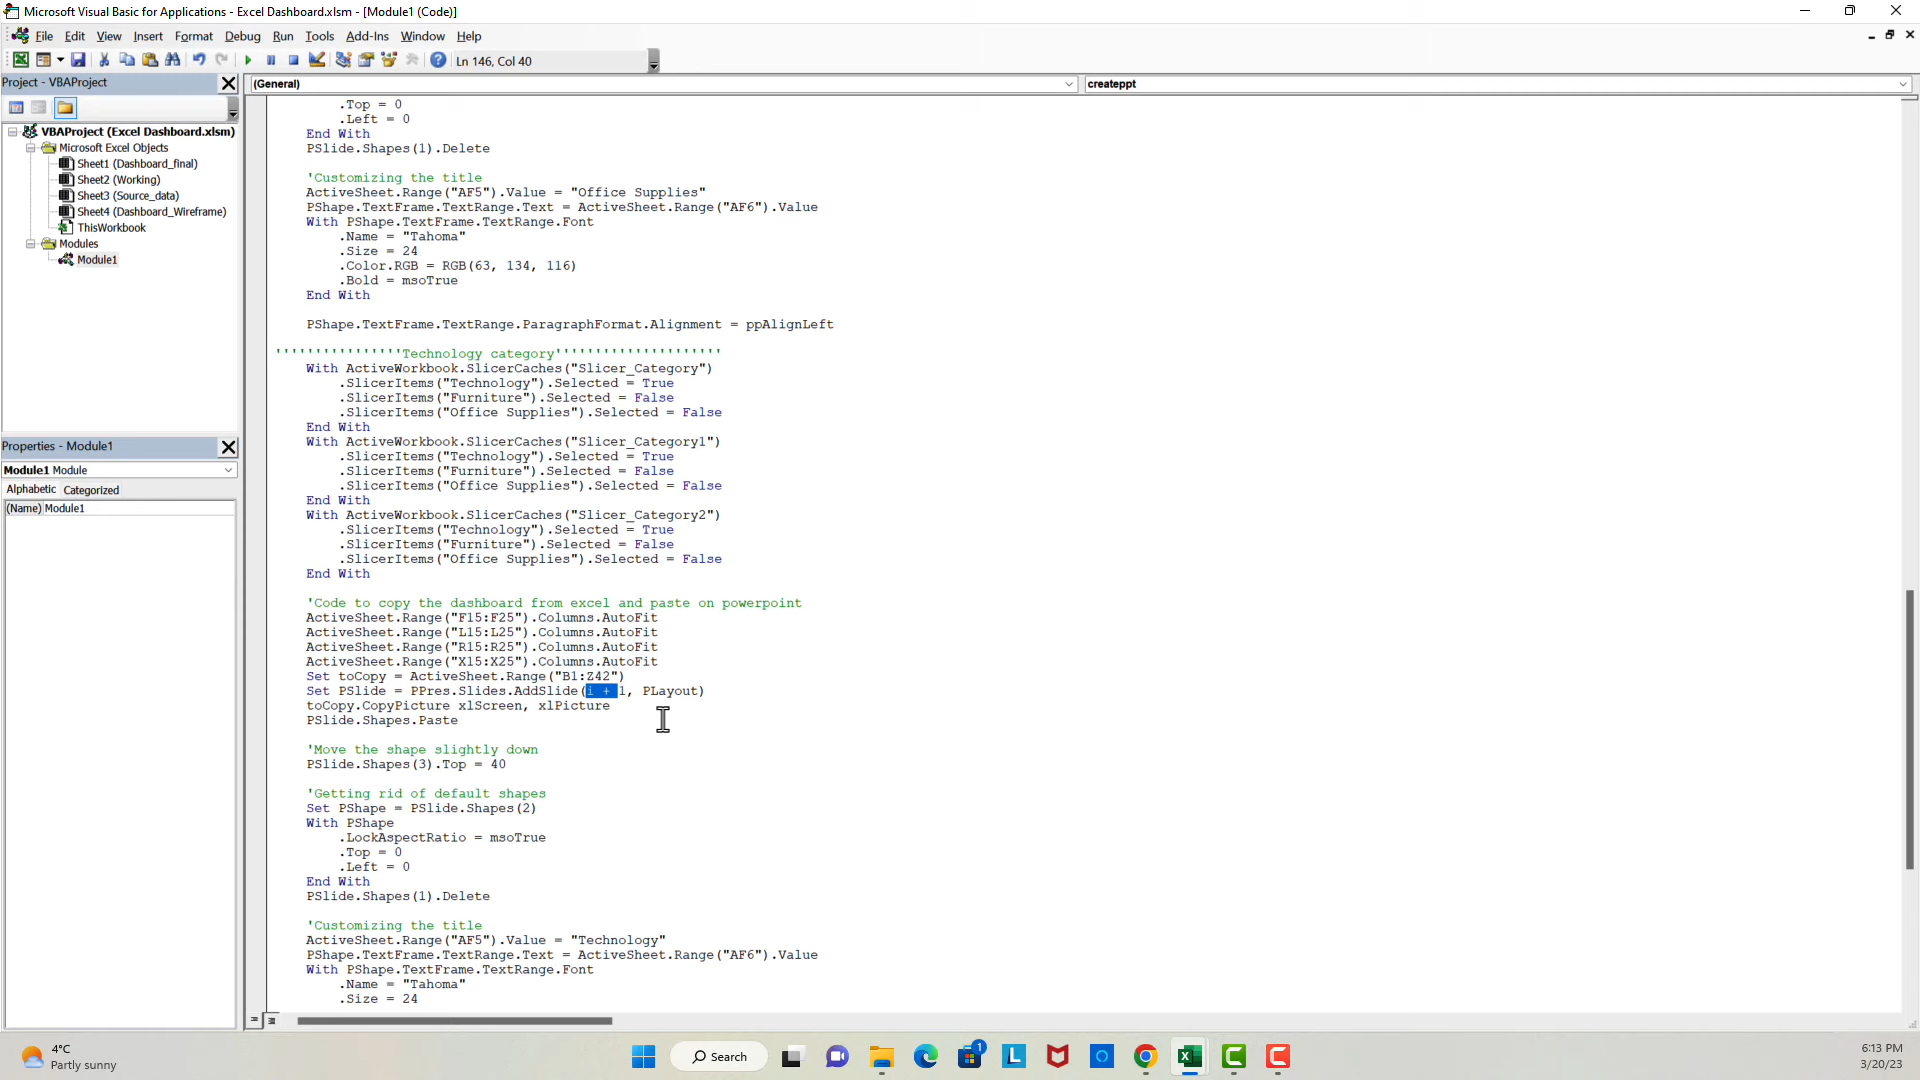 Microsoft Visual Basic for Applications - Excel Dashboard.xlsm - [Module1 (Code)]
File Edit View Insert Format Debug Run Tools Add-Ins Window Help
Ln 146, Col 40
Project - VBAProject
(General)
createppt
VBAProject (Excel Dashboard.xlsm)
Microsoft Excel Objects
Sheet1 (Dashboard_final)
Sheet2 (Working)
Sheet3 (Source_data)
Sheet4 (Dashboard_Wireframe)
ThisWorkbook
Modules
Module1
Properties - Module1
Module1 Module
Alphabetic Categorized
(Name) Module1
.Top = 0
.Left = 0
End With
PSlide.Shapes(1).Delete
'Customizing the title
ActiveSheet.Range("AF5").Value = "Office Supplies"
PShape.TextFrame.TextRange.Text = ActiveSheet.Range("AF6").Value
With PShape.TextFrame.TextRange.Font
.Name = "Tahoma"
.Size = 24
.Color.RGB = RGB(63, 134, 116)
.Bold = msoTrue
End With
PShape.TextFrame.TextRange.ParagraphFormat.Alignment = ppAlignLeft
''''''''''''''''Technology category'''''''''''''''''''''
With ActiveWorkbook.SlicerCaches("Slicer_Category")
.SlicerItems("Technology").Selected = True
.SlicerItems("Furniture").Selected = False
.SlicerItems("Office Supplies").Selected = False
End With
With ActiveWorkbook.SlicerCaches("Slicer_Category1")
.SlicerItems("Technology").Selected = True
.SlicerItems("Furniture").Selected = False
.SlicerItems("Office Supplies").Selected = False
End With
With ActiveWorkbook.SlicerCaches("Slicer_Category2")
.SlicerItems("Technology").Selected = True
.SlicerItems("Furniture").Selected = False
.SlicerItems("Office Supplies").Selected = False
End With
'Code to copy the dashboard from excel and paste on powerpoint
ActiveSheet.Range("F15:F25").Columns.AutoFit
ActiveSheet.Range("L15:L25").Columns.AutoFit
ActiveSheet.Range("R15:R25").Columns.AutoFit
ActiveSheet.Range("X15:X25").Columns.AutoFit
Set toCopy = ActiveSheet.Range("B1:Z42")
Set PSlide = PPres.Slides.AddSlide(i + 1, PLayout)
toCopy.CopyPicture xlScreen, xlPicture
PSlide.Shapes.Paste
'Move the shape slightly down
PSlide.Shapes(3).Top = 40
'Getting rid of default shapes
Set PShape = PSlide.Shapes(2)
With PShape
.LockAspectRatio = msoTrue
.Top = 0
.Left = 0
End With
PSlide.Shapes(1).Delete
'Customizing the title
ActiveSheet.Range("AF5").Value = "Technology"
PShape.TextFrame.TextRange.Text = ActiveSheet.Range("AF6").Value
With PShape.TextFrame.TextRange.Font
.Name = "Tahoma"
.Size = 24
4°C
Partly sunny
Search
1
L
6:13 PM
3/20/23